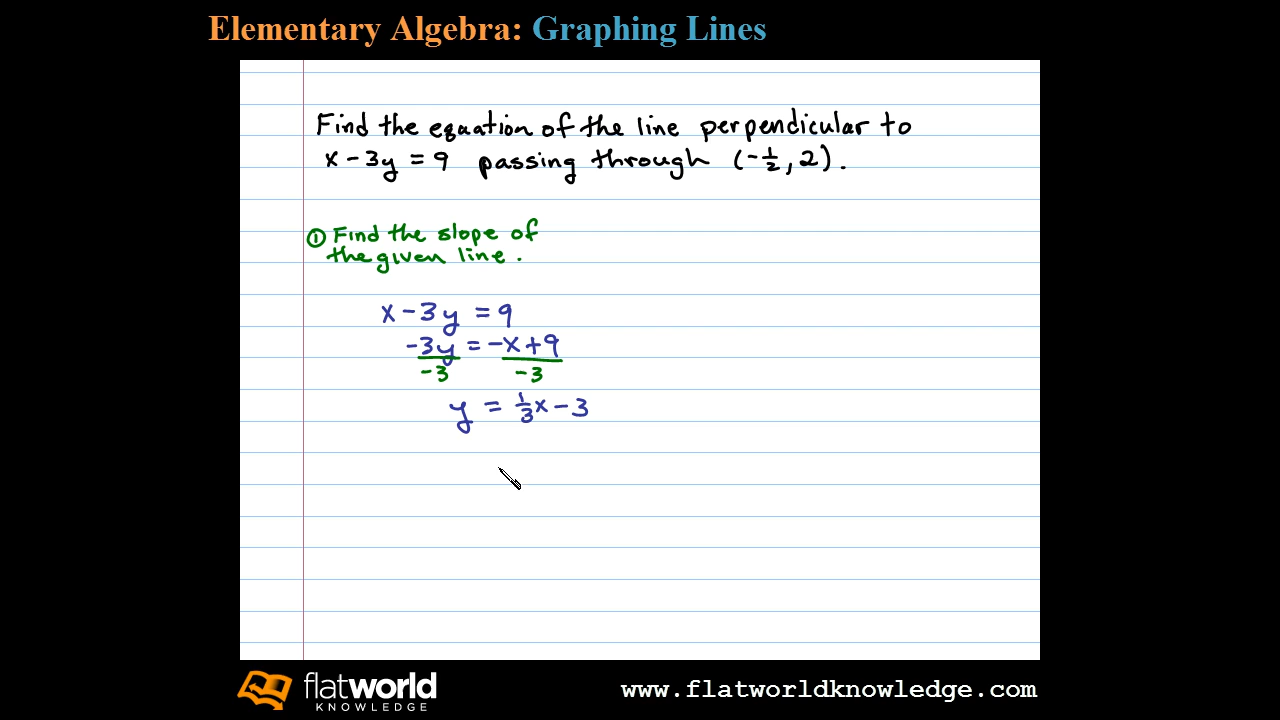 Elementary Algebra: Graphing Lines
Find the equation of the line perpendicular to
x - 3y = 9 passing through (-1/2, 2).
① Find the slope of
the given line.
x - 3y = 9
-3y = -x + 9
-3 -3
y = 1/3 x - 3
flatworld
KNOWLEDGE
www.flatworldknowledge.com